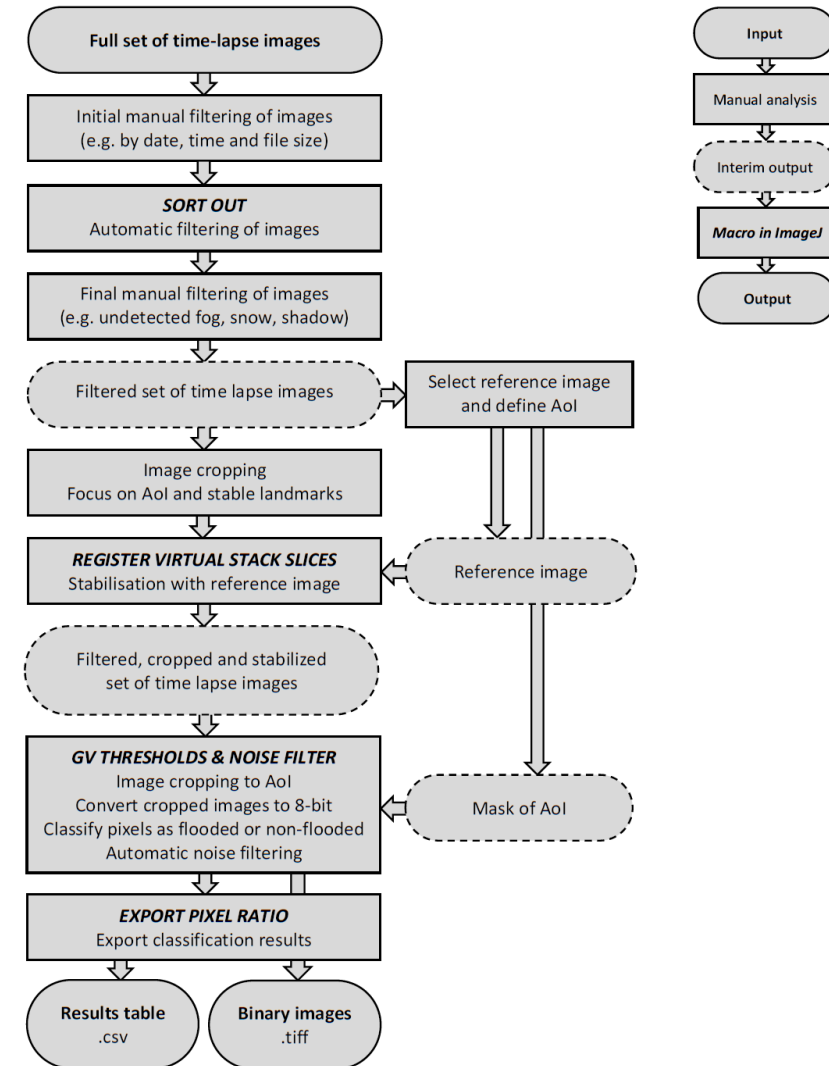 Full set of time-lapse images
Initial manual filtering of images
(e.g. by date, time and file size)
SORT OUT
Automatic filtering of images
Final manual filtering of images
(e.g. undetected fog, snow, shadow)
Filtered set of time lapse images
Select reference image
and define AoI
Image cropping
Focus on AoI and stable landmarks
REGISTER VIRTUAL STACK SLICES
Stabilisation with reference image
Reference image
Filtered, cropped and stabilized
set of time lapse images
GV THRESHOLDS & NOISE FILTER
Image cropping to AoI
Convert cropped images to 8-bit
Classify pixels as flooded or non-flooded
Automatic noise filtering
Mask of AoI
EXPORT PIXEL RATIO
Export classification results
Results table
.csv
Binary images
.tiff
Input
Manual analysis
Interim output
Macro in ImageJ
Output